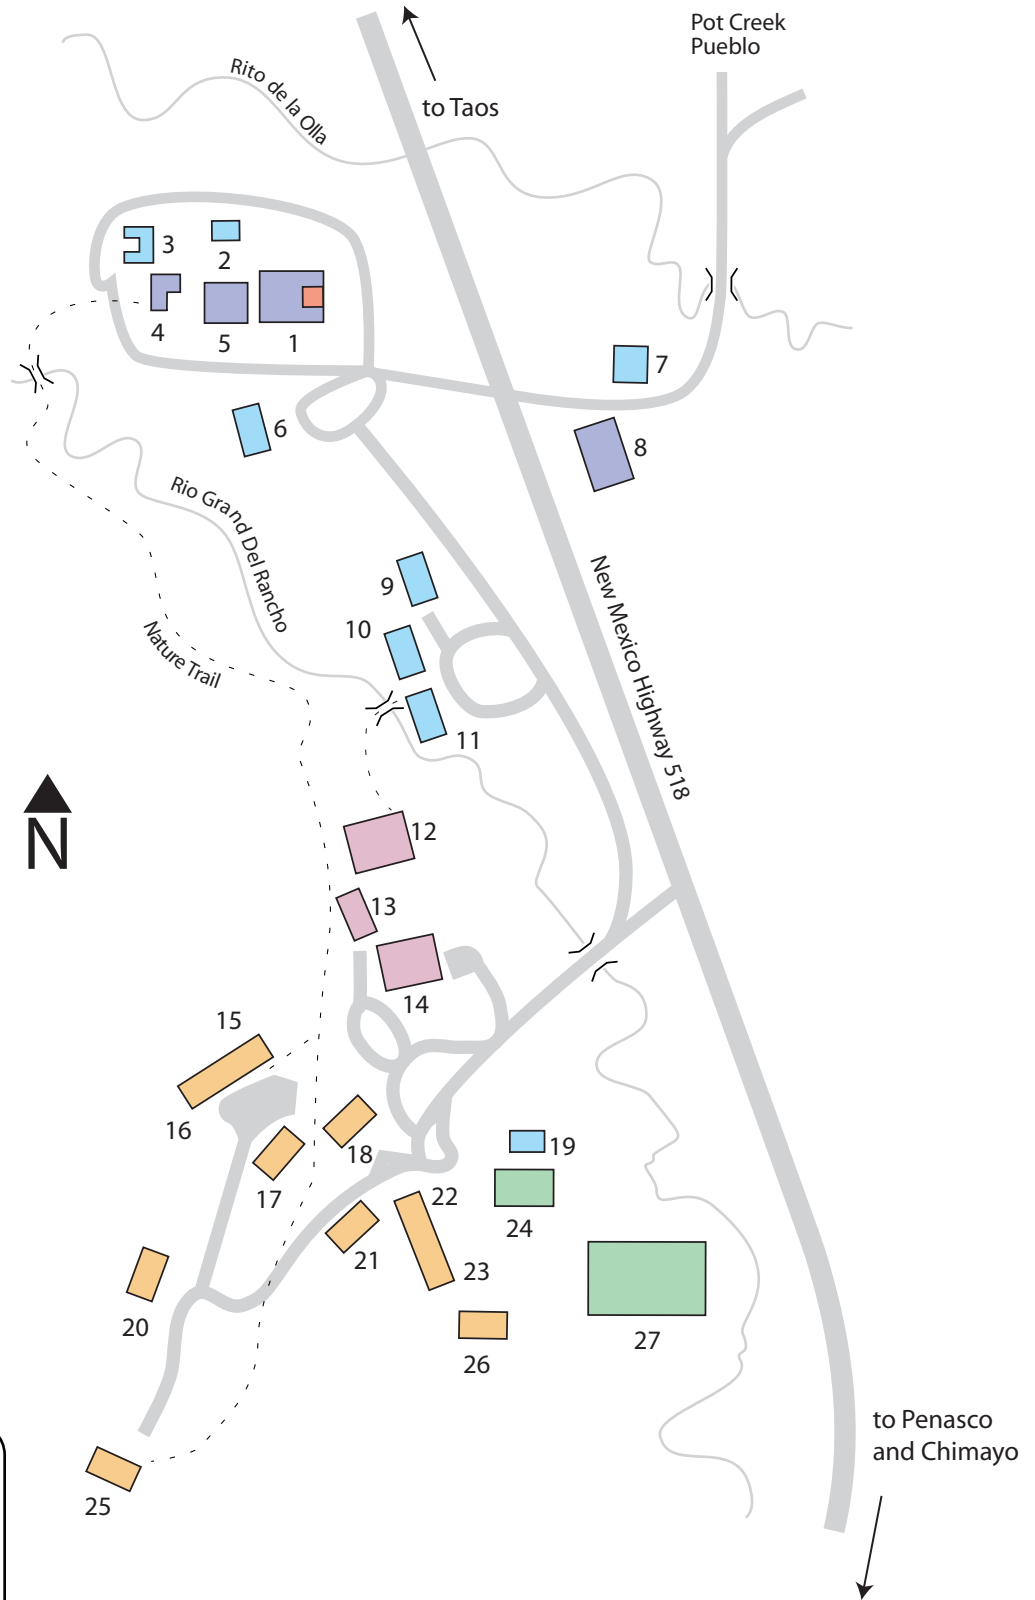 Pot Creek
Pueblo
to Taos
Rito de la Olla
3
2
4
5
1
7
6
8
Rio Grand Del Rancho
9
10
New Mexico Highway 518
Nature Trail
11
N
12
13
14
15
16
18
19
17
22
24
21
23
20
27
26
to Penasco
and Chimayo
25